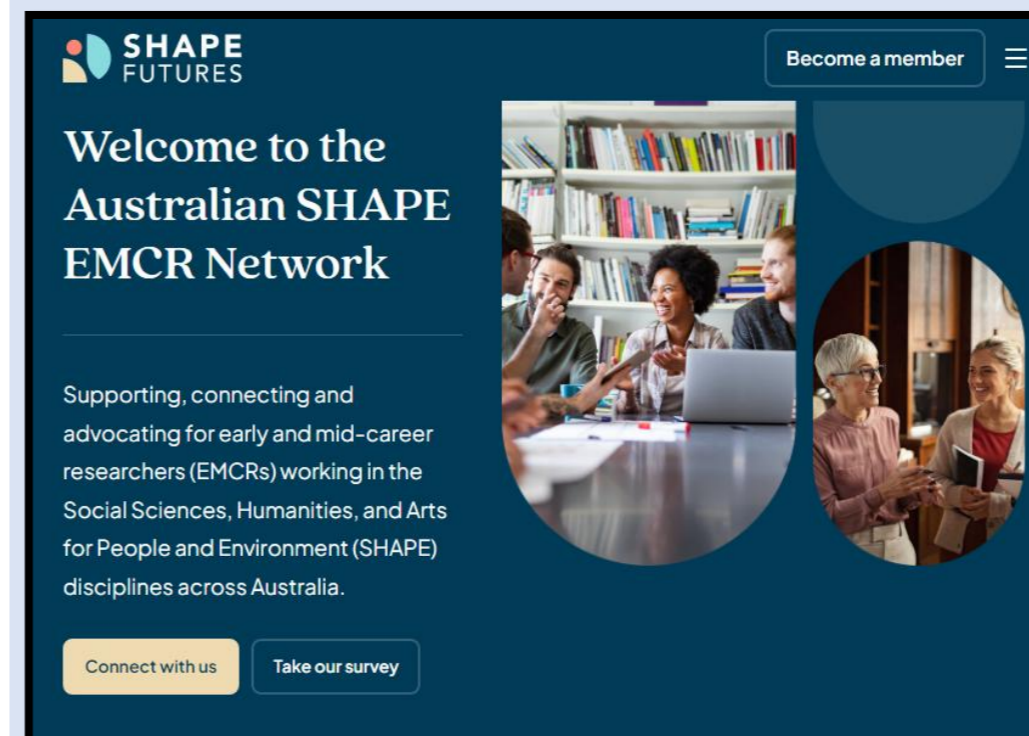 SHAPE
FUTURES
Become a member
Welcome to the
Australian SHAPE
EMCR Network
Supporting, connecting and
advocating for early and mid-career
researchers (EMCRs) working in the
Social Sciences, Humanities, and Arts
for People and Environment (SHAPE)
disciplines across Australia.
Connect with us
Take our survey